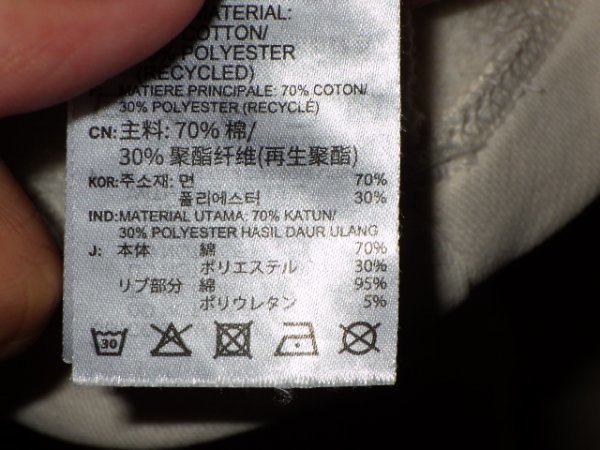 MATERIAL:
COTTON/
% POLYESTER
(RECYCLED)
MATIERE PRINCIPALE: 70% COTON/
30% POLYESTER (RECYCLÉ)
CN: 主料: 70% 棉/
30% 聚酯纤维(再生聚酯)
KOR: 주소재: 면 70%
폴리에스터 30%
IND: MATERIAL UTAMA: 70% KATUN/
30% POLYESTER HASIL DAUR ULANG
J: 本体 綿 70%
ポリエステル 30%
リブ部分 綿 95%
ポリウレタン 5%
30